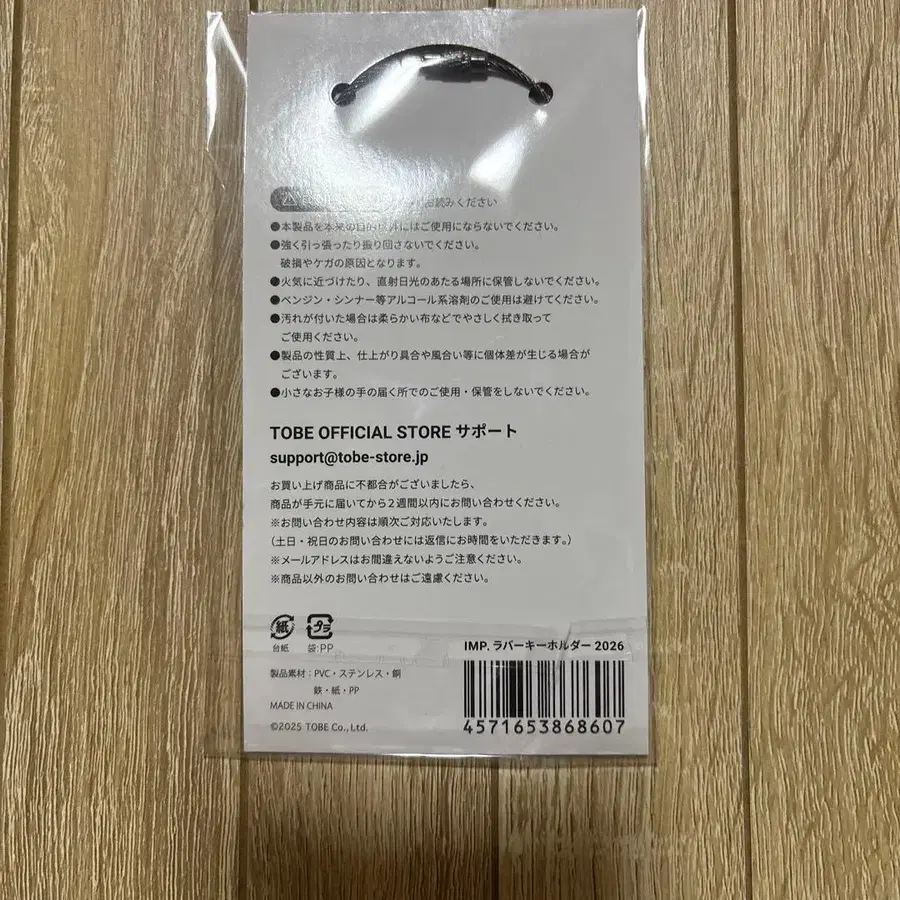 お読みください
●本製品を本来の目的以外にはご使用にならないでください。
●強く引っ張ったり振り回さないでください。
破損やケガの原因となります。
●火気に近づけたり、直射日光のあたる場所に保管しないでください。
●ベンジン・シンナー等アルコール系溶剤のご使用は避けてください。
●汚れが付いた場合は柔らかい布などでやさしく拭き取って
ご使用ください。
●製品の性質上、仕上がり具合や風合い等に個体差が生じる場合が
ございます。
●小さなお子様の手の届く所でのご使用・保管をしないでください。
TOBE OFFICIAL STORE サポート
support@tobe-store.jp
お買い上げ商品に不都合がございましたら、
商品が手元に届いてから2週間以内にお問い合わせください。
※お問い合わせ内容は順次ご対応いたします。
(土日・祝日のお問い合わせには返信にお時間をいただきます。)
※メールアドレスはお間違えないようご注意ください。
※商品以外のお問い合わせはご遠慮ください。
紙 プラ
台紙 袋:PP
IMP. ラバーキーホルダー 2026
製品素材:PVC・ステンレス・銅
鉄・紙・PP
MADE IN CHINA
©2025 TOBE Co., Ltd.
4571653868607